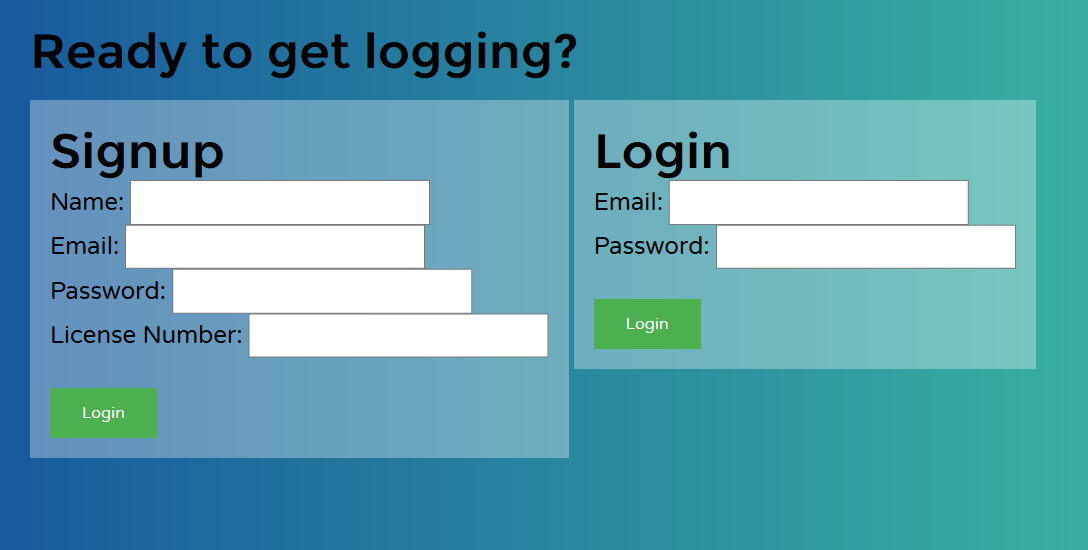 Ready to get logging?
Signup
Name:
Email:
Password:
License Number:
Login
Login
Email:
Password:
Login